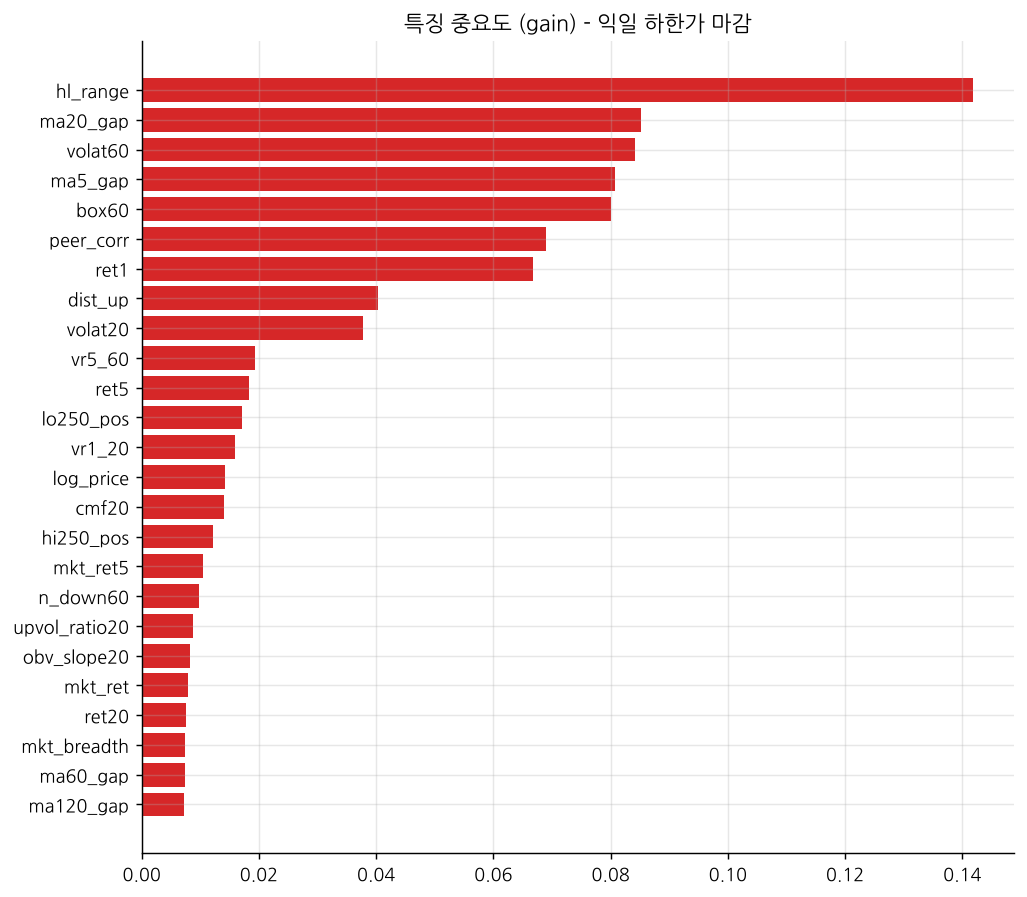 특징 중요도 (gain) - 익일 하한가 마감
hl_range
ma20_gap
volat60
ma5_gap
box60
peer_corr
ret1
dist_up
volat20
vr5_60
ret5
lo250_pos
vr1_20
log_price
cmf20
hi250_pos
mkt_ret5
n_down60
upvol_ratio20
obv_slope20
mkt_ret
ret20
mkt_breadth
ma60_gap
ma120_gap
0.00 0.02 0.04 0.06 0.08 0.10 0.12 0.14